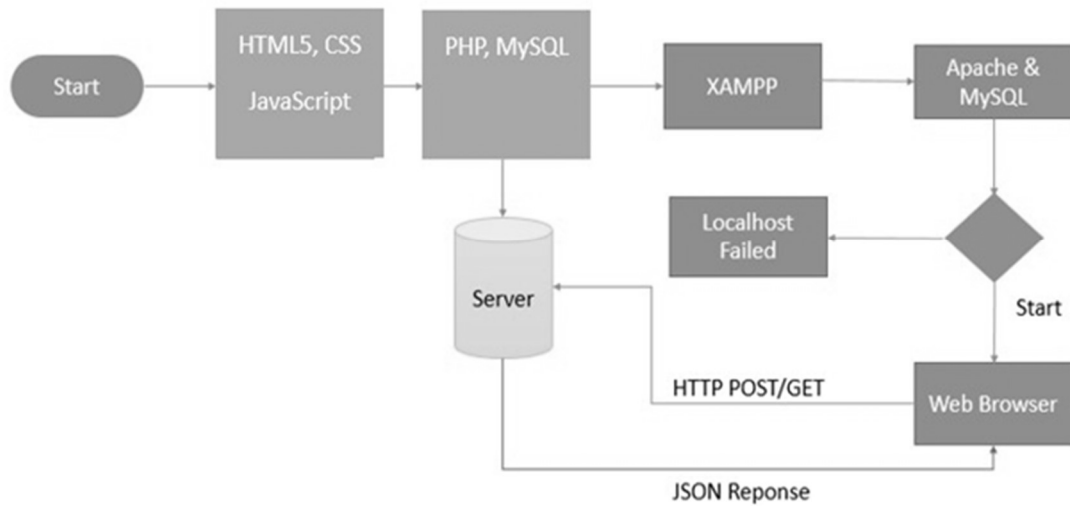 Start
HTML5, CSS
JavaScript
PHP, MySQL
XAMPP
Apache &
MySQL
Localhost
Failed
Server
Start
HTTP POST/GET
Web Browser
JSON Reponse